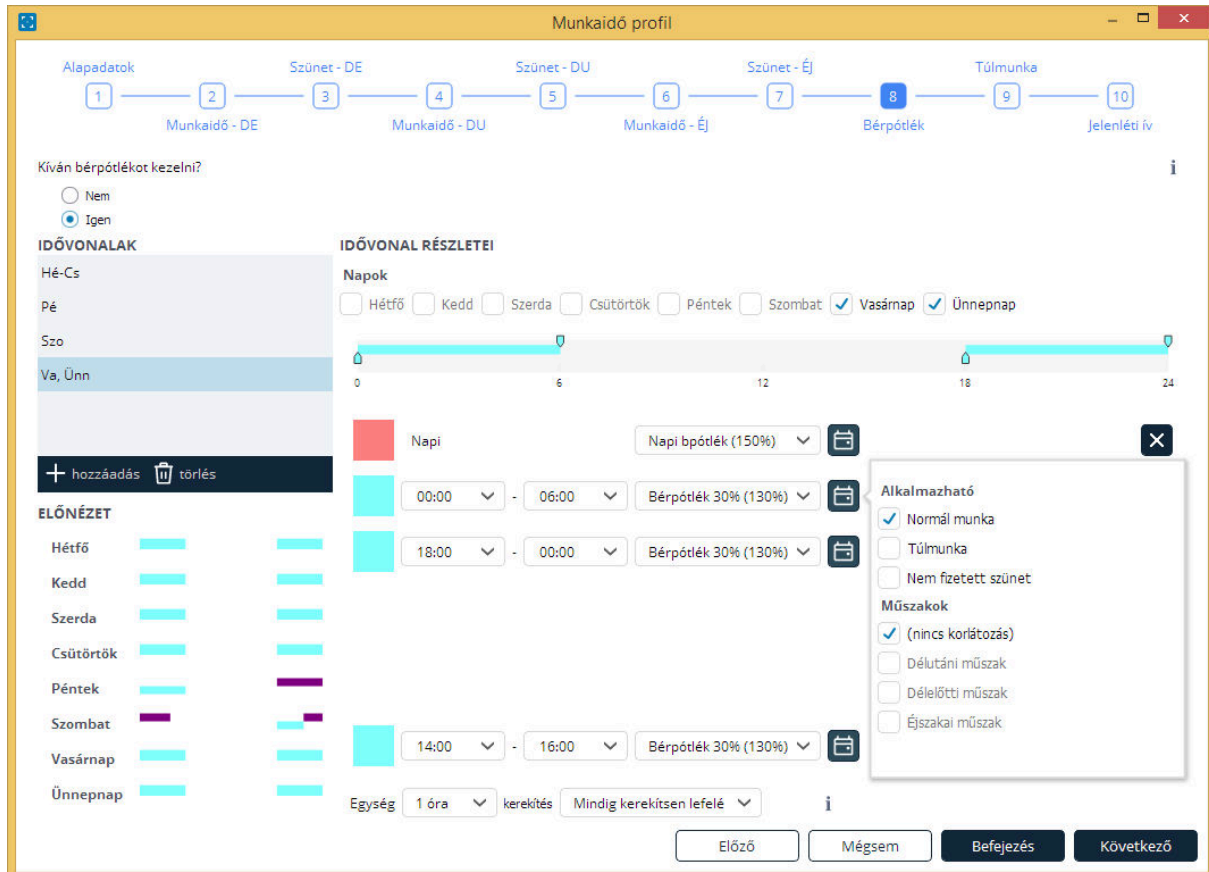 Munkaidó profil
Alapadatok Szünet - DE Szünet - DU Szünet - ÉJ Túlmunka
1 2 3 4 5 6 7 8 9 10
Munkaidő - DE Munkaidő - DU Munkaidő - ÉJ Bérpótlék Jelenléti ív
Kíván bérpótlékot kezelni?
i
Nem
Igen
IDŐVONALAK
Hé-Cs
Pé
Szo
Va, Ünn
hozzáadás törlés
ELŐNÉZET
Hétfő
Kedd
Szerda
Csütörtök
Péntek
Szombat
Vasárnap
Ünnepnap
IDŐVONAL RÉSZLETEI
Napok
Hétfő Kedd Szerda Csütörtök Péntek Szombat Vasárnap Ünnepnap
0 6 12 18 24
Napi Napi bpótlék (150%)
00:00 - 06:00 Bérpótlék 30% (130%)
18:00 - 00:00 Bérpótlék 30% (130%)
14:00 - 16:00 Bérpótlék 30% (130%)
Alkalmazható
Normál munka
Túlmunka
Nem fizetett szünet
Műszakok
(nincs korlátozás)
Délutáni műszak
Délelőtti műszak
Éjszakai műszak
Egység 1 óra kerekítés Mindig kerekítsen lefelé i
Előző Mégsem Befejezés Következő